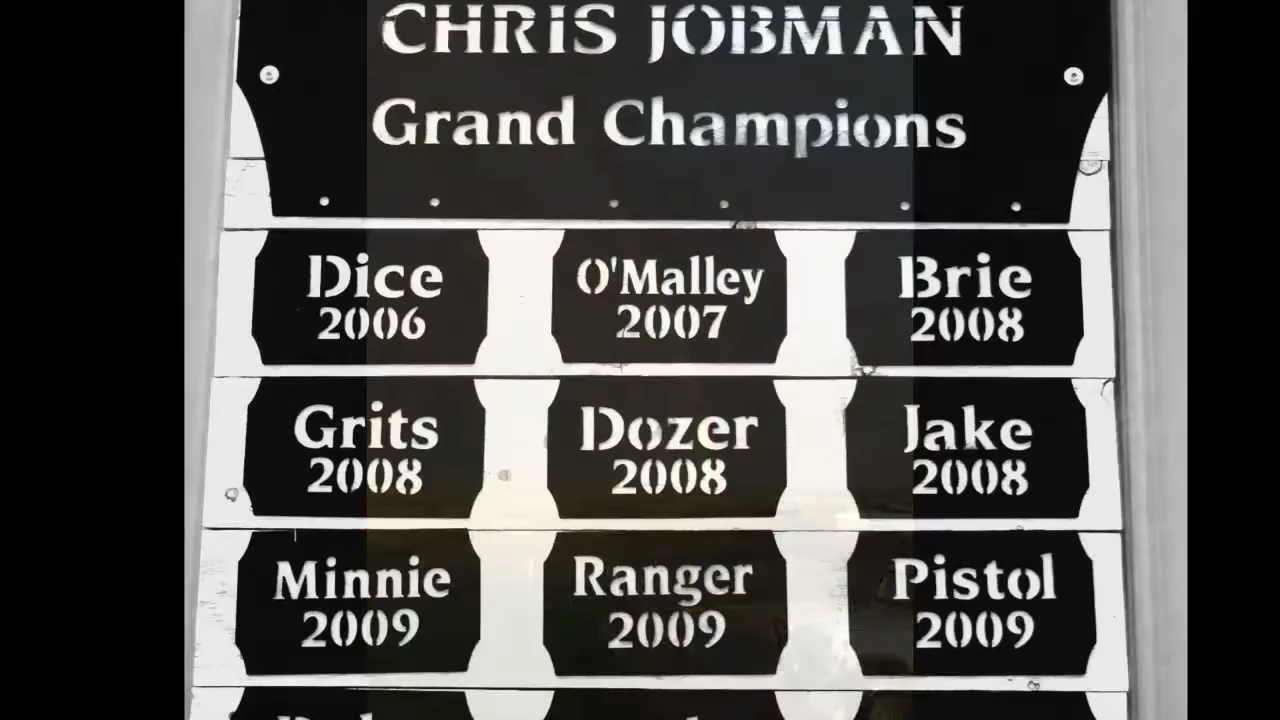 CHRIS JOBMAN
Grand Champions
Dice
2006
O'Malley
2007
Brie
2008
Grits
2008
Dozer
2008
Jake
2008
Minnie
2009
Ranger
2009
Pistol
2009